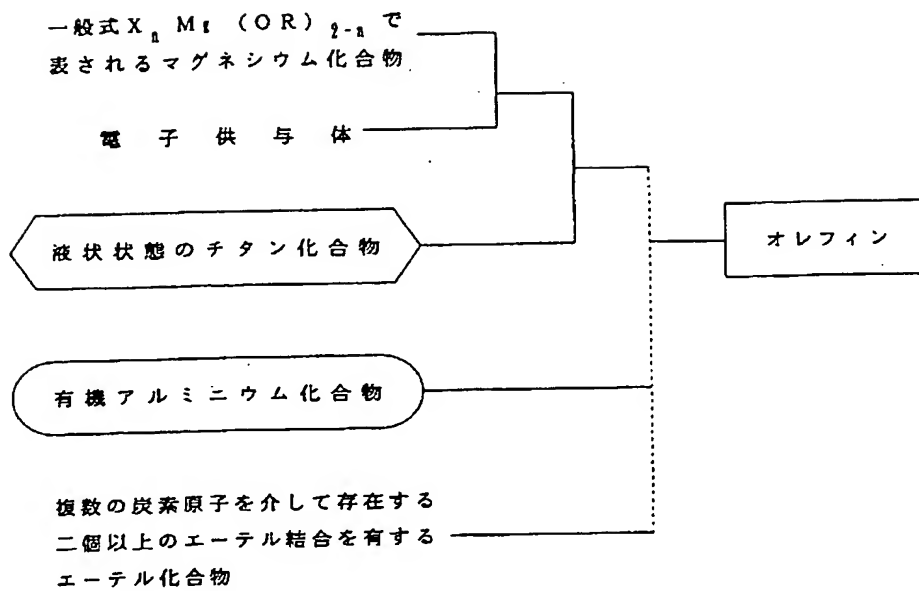 一般式XₙMg(OR)₂₋ₙで
表されるマグネシウム化合物
電子供与体
液状状態のチタン化合物
オレフィン
有機アルミニウム化合物
複数の炭素原子を介して存在する
二個以上のエーテル結合を有する
エーテル化合物